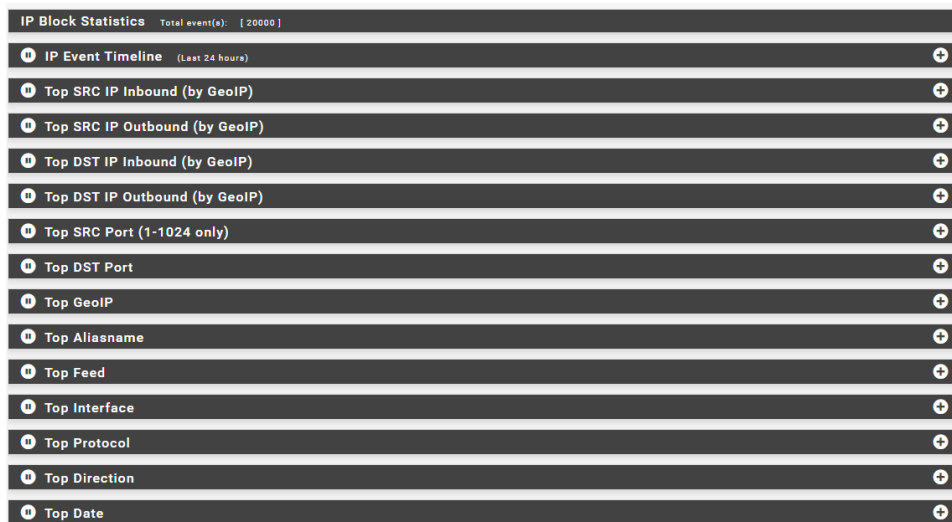 IP Block Statistics Total event(s): [ 20000 ]
IP Event Timeline (Last 24 hours)
Top SRC IP Inbound (by GeoIP)
Top SRC IP Outbound (by GeoIP)
Top DST IP Inbound (by GeoIP)
Top DST IP Outbound (by GeoIP)
Top SRC Port (1-1024 only)
Top DST Port
Top GeoIP
Top Aliasname
Top Feed
Top Interface
Top Protocol
Top Direction
Top Date